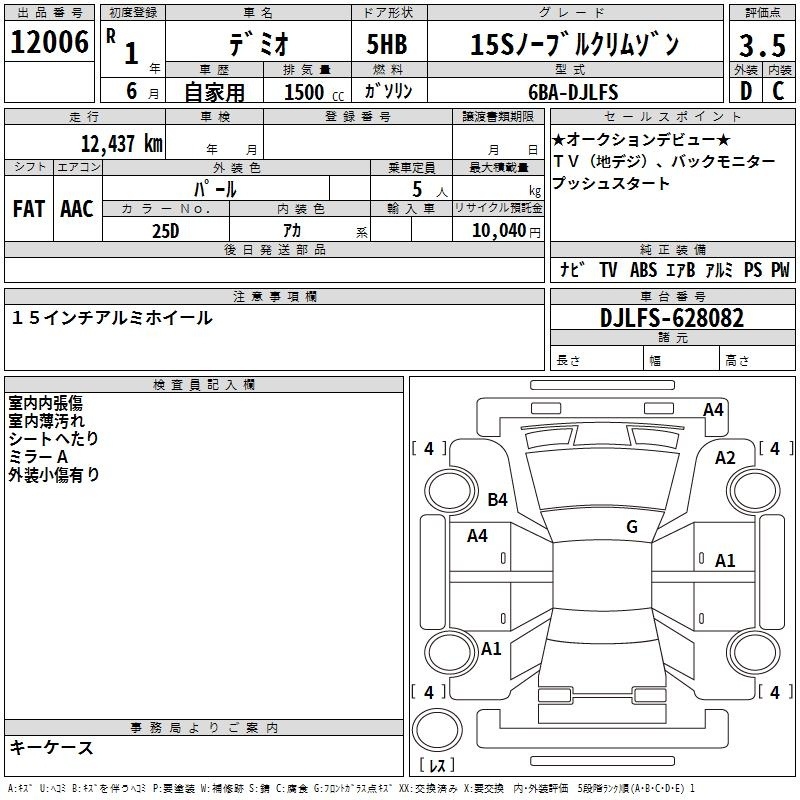 出品番号 初度登録 車名 ドア形状 グレード 評価点
12006 R 1 年 デミオ 5HB 15Sノーブルクリムゾン 3.5
車歴 排気量 燃料 型式 外装 内装
6 月 自家用 1500 CC ガソリン 6BA-DJLFS D C
走行 車検 登録番号 譲渡書類期限 セールスポイント
12,437 km 年 月 月 日
★オークションデビュー★
TV（地デジ）、バックモニター
プッシュスタート
シフト エアコン 外装色 乗車定員 最大積載量
FAT AAC パール 5 人 kg
カラーNo. 内装色 輸入車 リサイクル預託金
25D アカ 系 10,040 円
後日発送部品 純正装備
ナビ TV ABS エアB アルミ PS PW
注意事項欄 車台番号
15インチアルミホイール DJLFS-628082
諸元
長さ 幅 高さ
検査員記入欄
室内内張傷
室内薄汚れ
シートへたり
ミラーA
外装小傷有り
A4
[ 4 ] [ 4 ]
A2
B4
G
A4
A1
A1
[ 4 ] [ 4 ]
[ レス ]
事務局よりご案内
キーケース
A:キズ U:ヘコミ B:キズを伴うヘコミ P:要塗装 W:補修跡 S:錆 C:腐食 G:フロントガラス点キズ XX:交換済み X:要交換 内・外装評価 5段階ランク順(A・B・C・D・E) 1